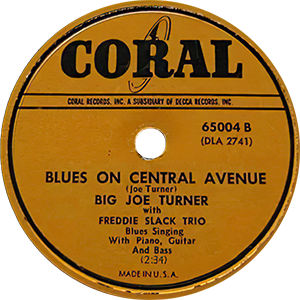 CORAL
CORAL RECORDS, INC. A SUBSIDIARY OF DECCA RECORDS, INC.
65004 B
(DLA 2741)
BLUES ON CENTRAL AVENUE
(Joe Turner)
BIG JOE TURNER
with
FREDDIE SLACK TRIO
Blues Singing
With Piano, Guitar
And Bass
(2:34)
MADE IN U.S.A.